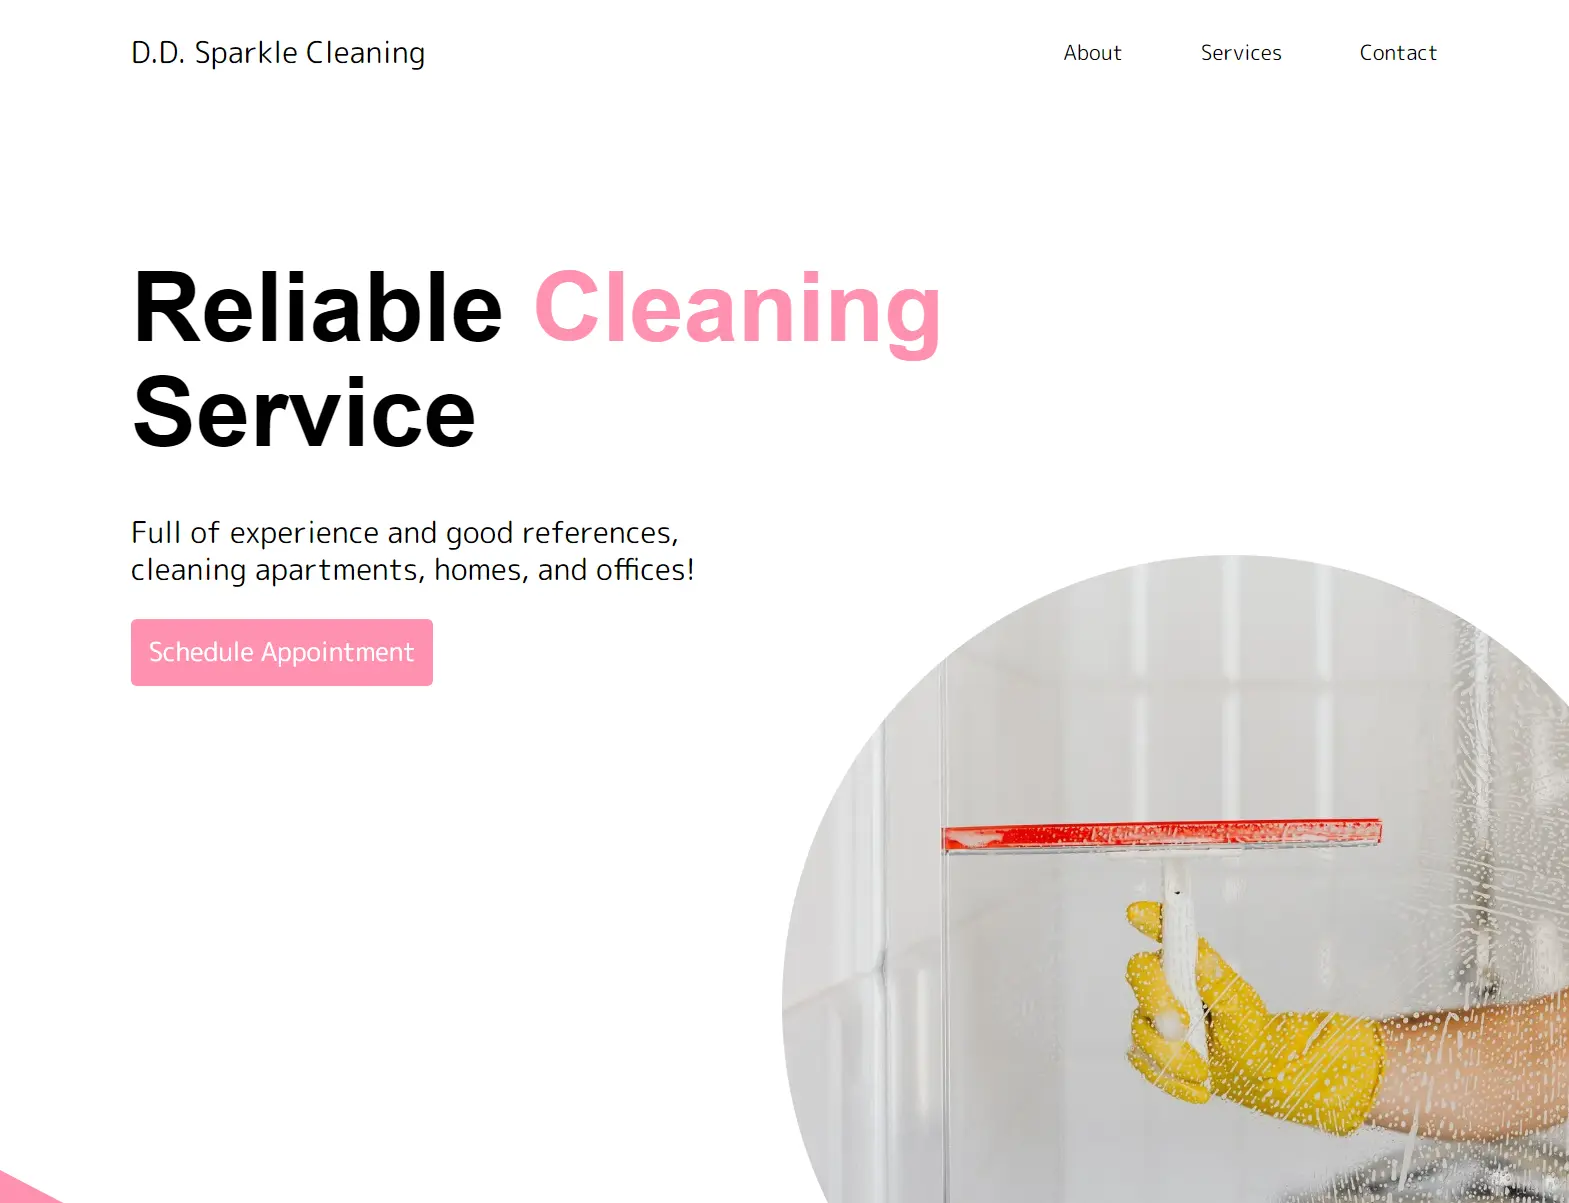 D.D. Sparkle Cleaning
About
Services
Contact
Reliable Cleaning
Service
Full of experience and good references,
cleaning apartments, homes, and offices!
Schedule Appointment